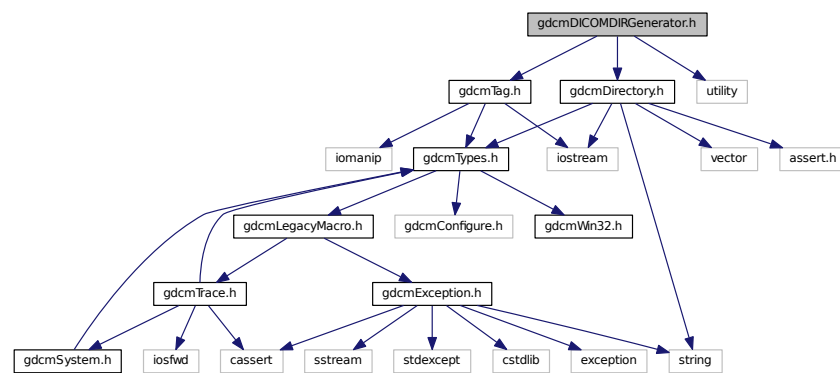 gdcmDICOMDIRGenerator.h
gdcmTag.h
gdcmDirectory.h
utility
iomanip
gdcmTypes.h
iostream
vector
assert.h
gdcmLegacyMacro.h
gdcmConfigure.h
gdcmWin32.h
gdcmTrace.h
gdcmException.h
gdcmSystem.h
iosfwd
cassert
sstream
stdexcept
cstdlib
exception
string